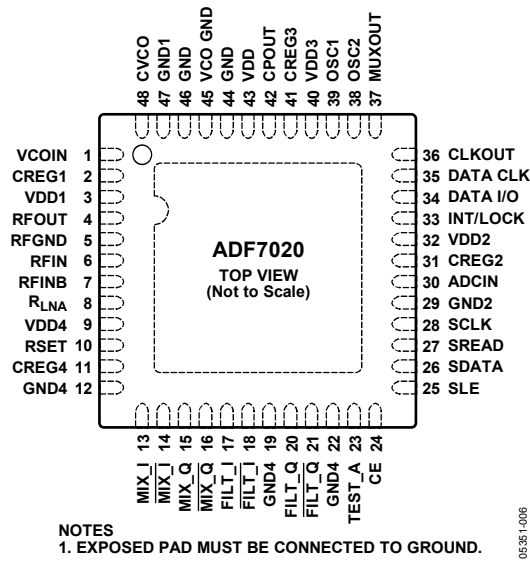 48 CVCO
47 GND1
46 GND
45 VCO GND
44 GND
43 VDD
42 CPOUT
41 CREG3
40 VDD3
39 OSC1
38 OSC2
37 MUXOUT
VCOIN 1
CREG1 2
VDD1 3
RFOUT 4
RFGND 5
RFIN 6
RFINB 7
RLNA 8
VDD4 9
RSET 10
CREG4 11
GND4 12
ADF7020
TOP VIEW
(Not to Scale)
36 CLKOUT
35 DATA CLK
34 DATA I/O
33 INT/LOCK
32 VDD2
31 CREG2
30 ADCIN
29 GND2
28 SCLK
27 SREAD
26 SDATA
25 SLE
MIX_I 13
MIX_I 14
MIX_Q 15
MIX_Q 16
FILT_I 17
FILT_I 18
GND4 19
FILT_Q 20
FILT_Q 21
GND4 22
TEST_A 23
CE 24
NOTES
1. EXPOSED PAD MUST BE CONNECTED TO GROUND.
05351-006